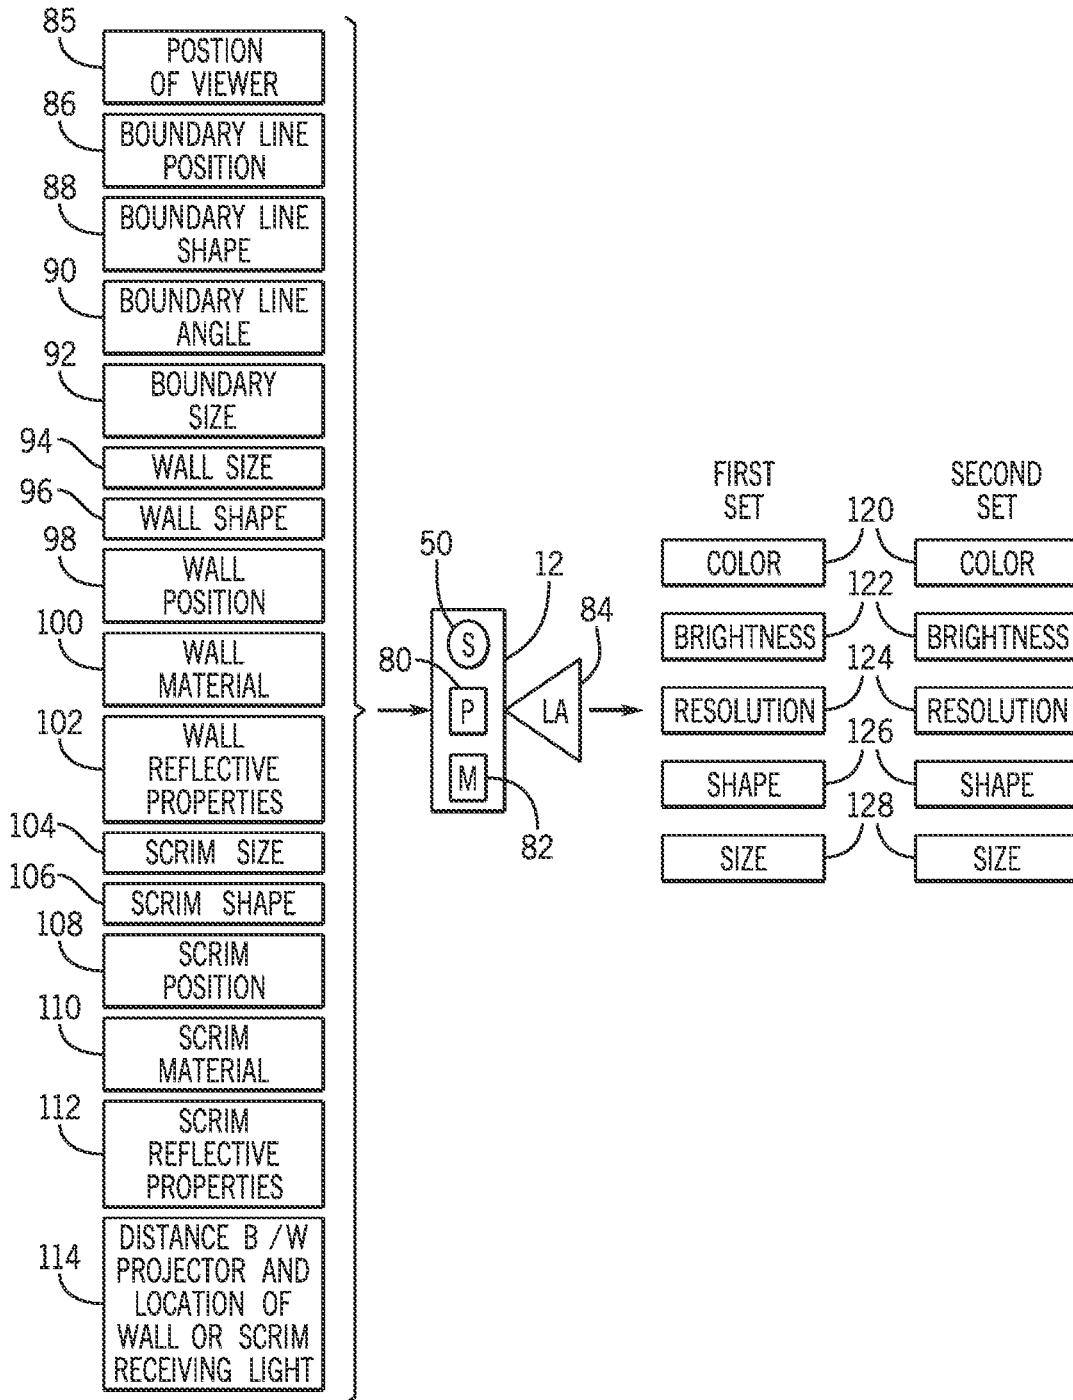 85
POSTION
OF VIEWER
86
BOUNDARY LINE
POSITION
88
BOUNDARY LINE
SHAPE
90
BOUNDARY LINE
ANGLE
92
BOUNDARY
SIZE
94
WALL SIZE
96
WALL SHAPE
98
WALL
POSITION
100
WALL
MATERIAL
102
WALL
REFLECTIVE
PROPERTIES
104
SCRIM SIZE
106
SCRIM SHAPE
108
SCRIM
POSITION
110
SCRIM
MATERIAL
112
SCRIM
REFLECTIVE
PROPERTIES
114
DISTANCE B /W
PROJECTOR AND
LOCATION OF
WALL OR SCRIM
RECEIVING LIGHT
50
12
S
80
P
84
LA
M
82
FIRST
SET
SECOND
SET
120
COLOR
COLOR
122
BRIGHTNESS
BRIGHTNESS
124
RESOLUTION
RESOLUTION
126
SHAPE
SHAPE
128
SIZE
SIZE